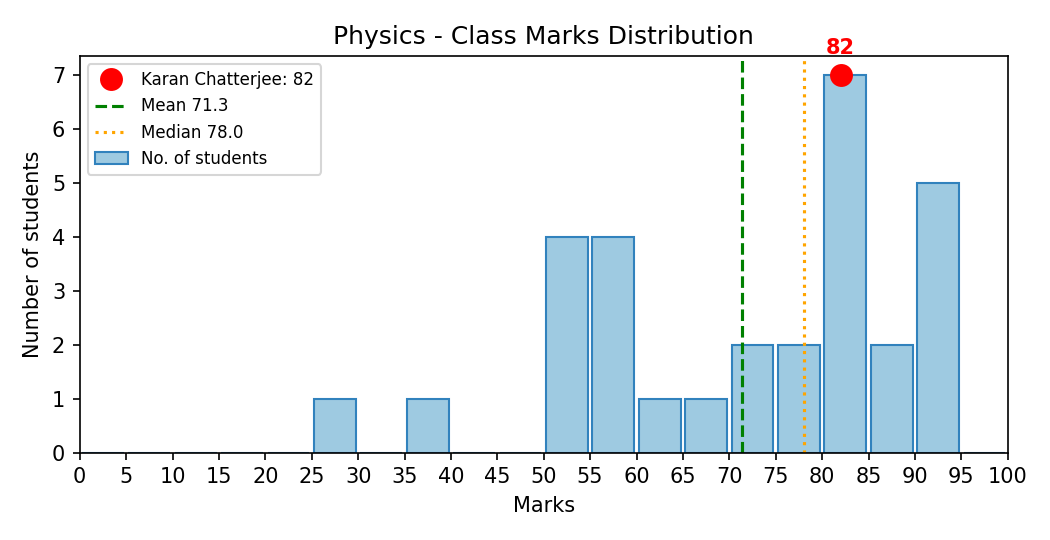 Physics - Class Marks Distribution
82
Karan Chatterjee: 82
Mean 71.3
Median 78.0
No. of students
Number of students
7
6
5
4
3
2
1
0
0 5 10 15 20 25 30 35 40 45 50 55 60 65 70 75 80 85 90 95 100
Marks